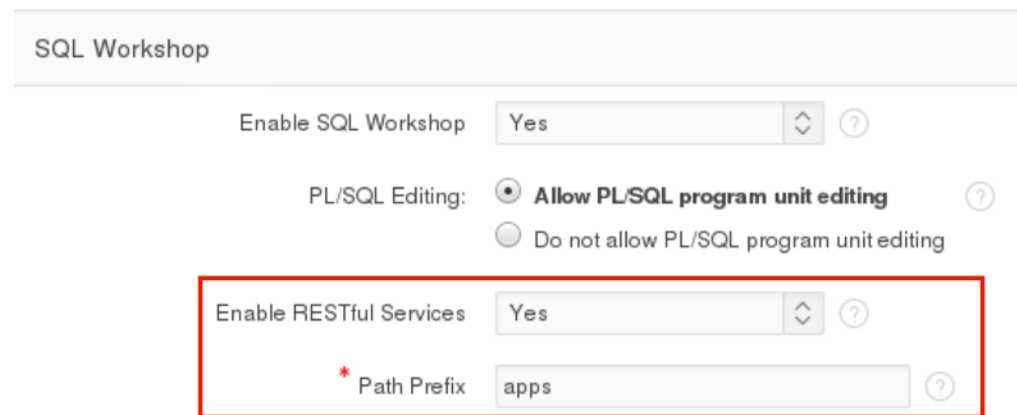 SQL Workshop
Enable SQL Workshop Yes ?
PL/SQL Editing: Allow PL/SQL program unit editing ?
Do not allow PL/SQL program unit editing
Enable RESTful Services Yes ?
* Path Prefix apps ?